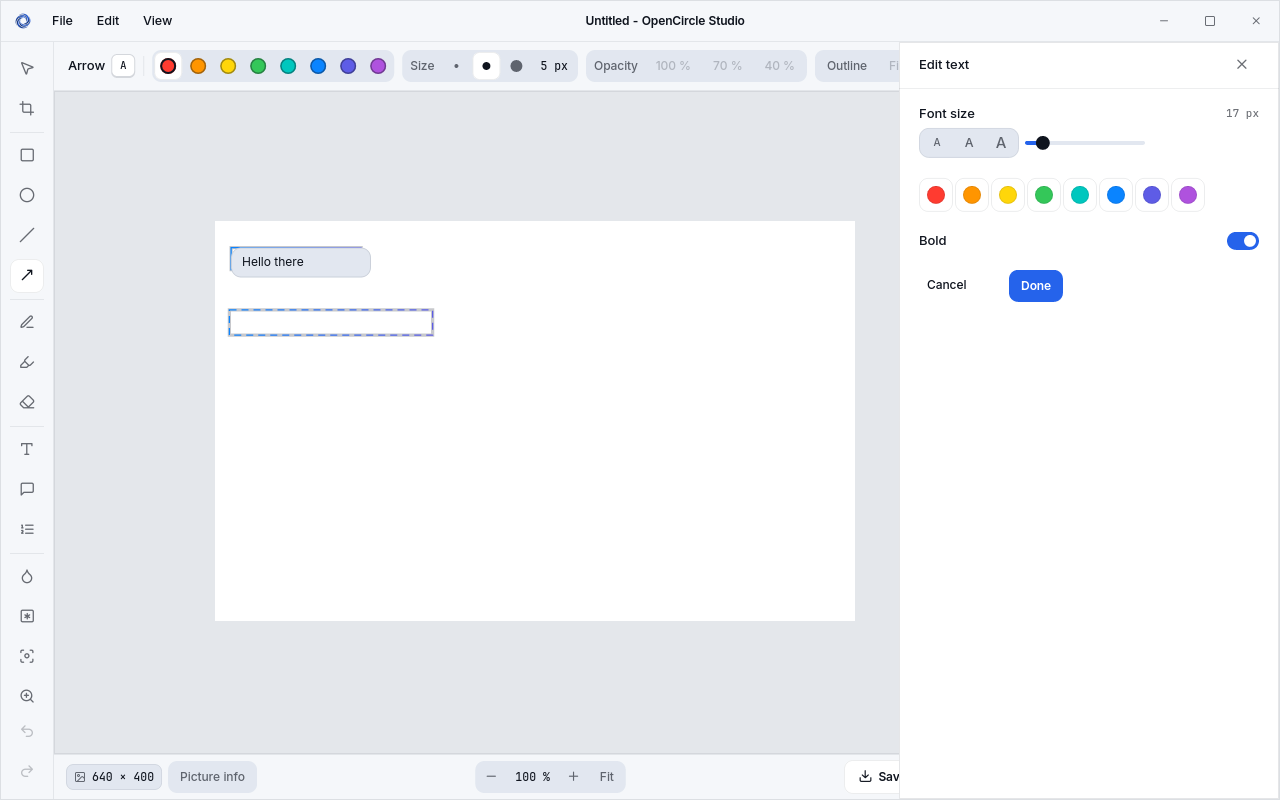 File Edit View Untitled - OpenCircle Studio
Arrow A Size 5 px Opacity 100 % 70 % 40 % Outline
Edit text
Font size 17 px
A A A
Bold
Cancel Done
Hello there
640 × 400 Picture info 100 % Fit